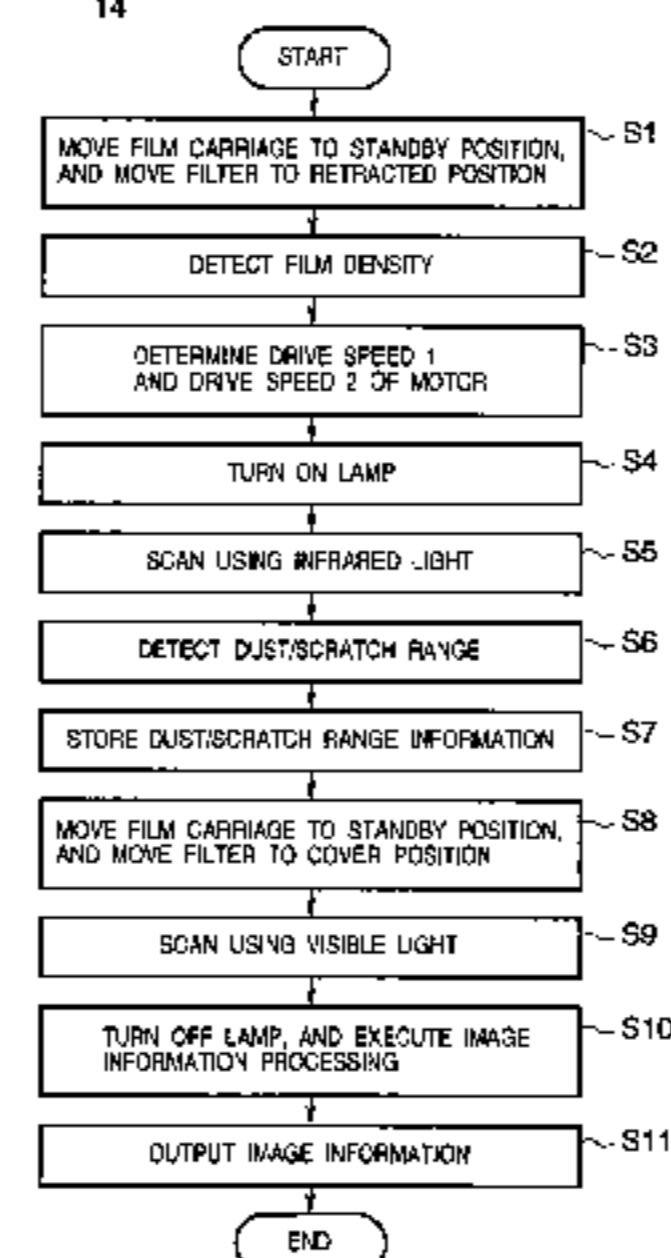 14
START
MOVE FILM CARRIAGE TO STANDBY POSITION,
AND MOVE FILTER TO RETRACTED POSITION
S1
DETECT FILM DENSITY
S2
DETERMINE DRIVE SPEED 1
AND DRIVE SPEED 2 OF MOTOR
S3
TURN ON LAMP
S4
SCAN USING INFRARED LIGHT
S5
DETECT DUST/SCRATCH RANGE
S6
STORE DUST/SCRATCH RANGE INFORMATION
S7
MOVE FILM CARRIAGE TO STANDBY POSITION,
AND MOVE FILTER TO COVER POSITION
S8
SCAN USING VISIBLE LIGHT
S9
TURN OFF LAMP, AND EXECUTE IMAGE
INFORMATION PROCESSING
S10
OUTPUT IMAGE INFORMATION
S11
END